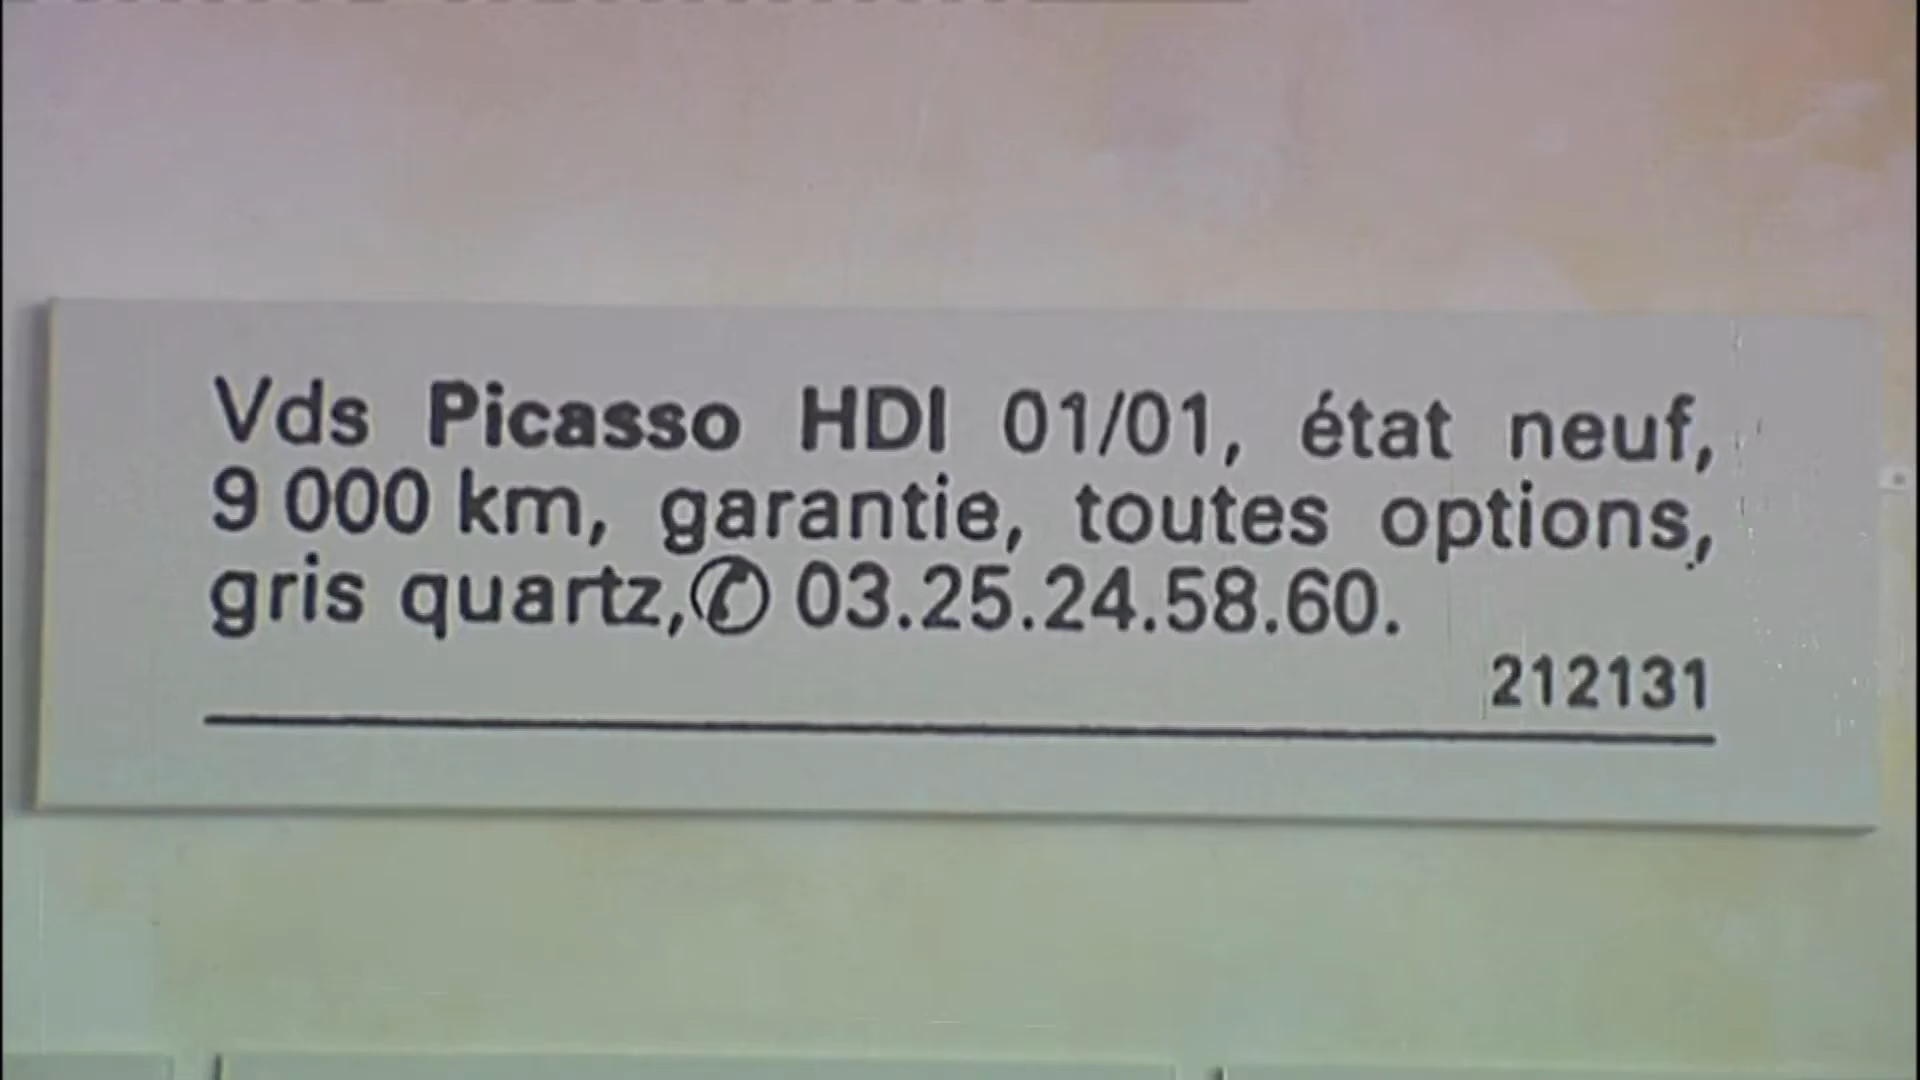 Vds Picasso HDI 01/01, état neuf,
9 000 km, garantie, toutes options,
gris quartz,✆ 03.25.24.58.60.
212131